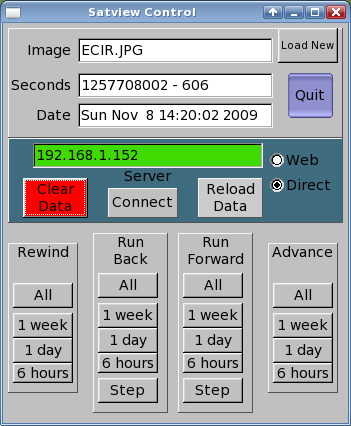 Satview Control
Image ECIR.JPG Load New
Seconds 1257708002 - 606
Quit
Date Sun Nov  8 14:20:02 2009
192.168.1.152
Web
Server
Direct
Clear Data
Connect
Reload Data
Rewind
All
1 week
1 day
6 hours
Run Back
All
1 week
1 day
6 hours
Step
Run Forward
All
1 week
1 day
6 hours
Step
Advance
All
1 week
1 day
6 hours